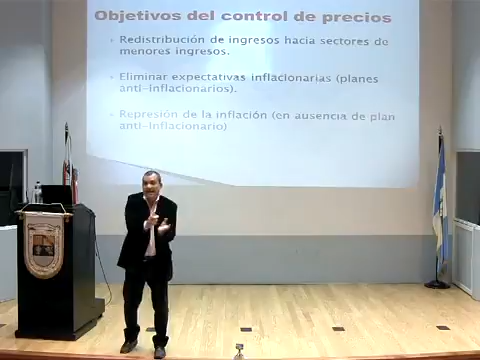 Objetivos del control de precios
Redistribución de ingresos hacia sectores de
menores ingresos.
Eliminar expectativas inflacionarias (planes
anti-inflacionarios).
Represión de la inflación (en ausencia de plan
anti-inflacionario)